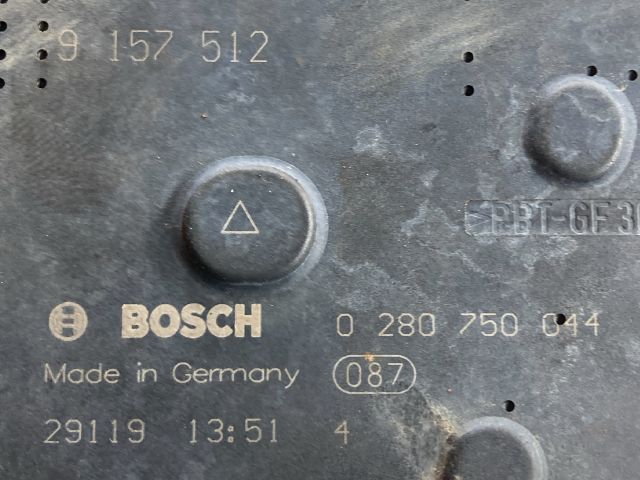 9 157 512
>PBT-GF3
BOSCH 0 280 750 044
Made in Germany 087
29119 13:51 4